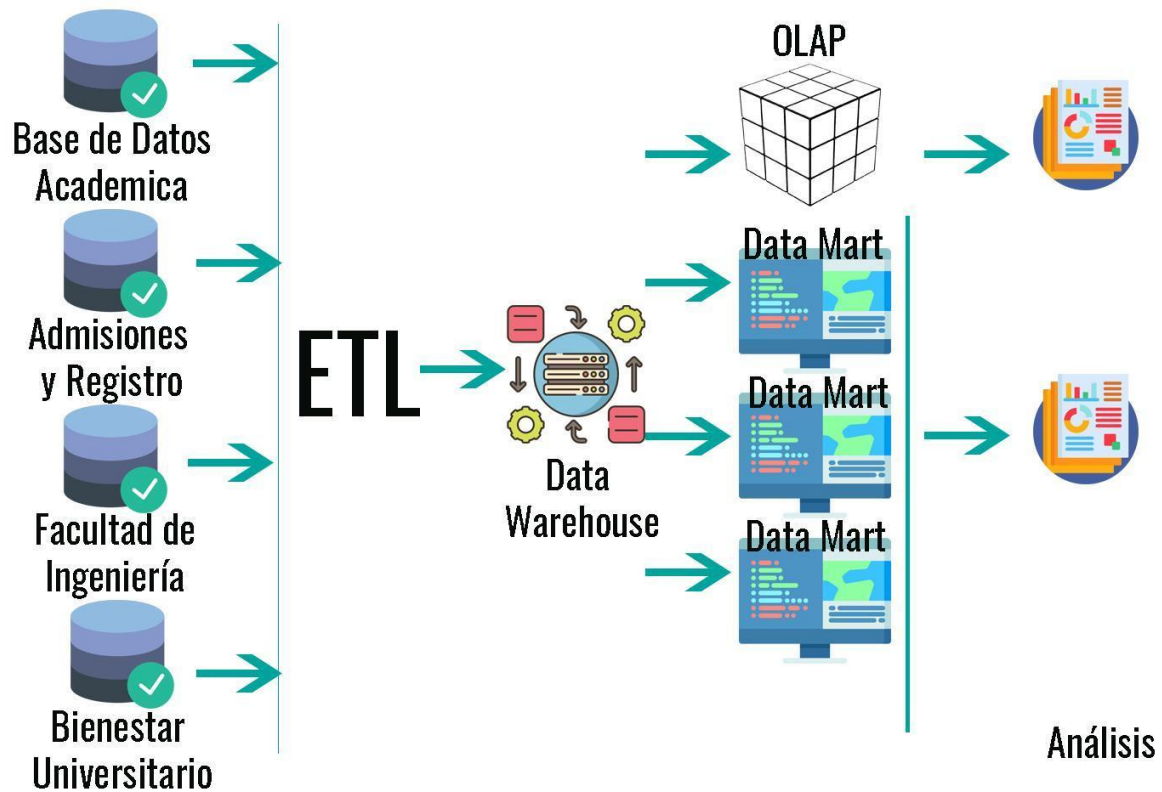 Base de Datos
Academica
Admisiones
y Registro
Facultad de
Ingeniería
Bienestar
Universitario
ETL
Data
Warehouse
OLAP
Data Mart
Data Mart
Data Mart
Análisis